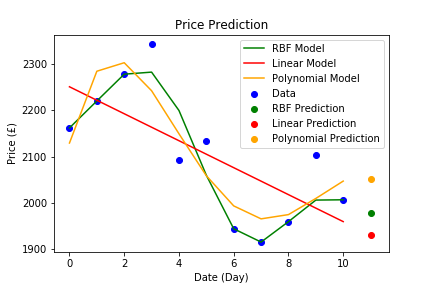 Price Prediction
RBF Model
Linear Model
Polynomial Model
Data
RBF Prediction
Linear Prediction
Polynomial Prediction
Price (£)
2300
2200
2100
2000
1900
0 2 4 6 8 10
Date (Day)